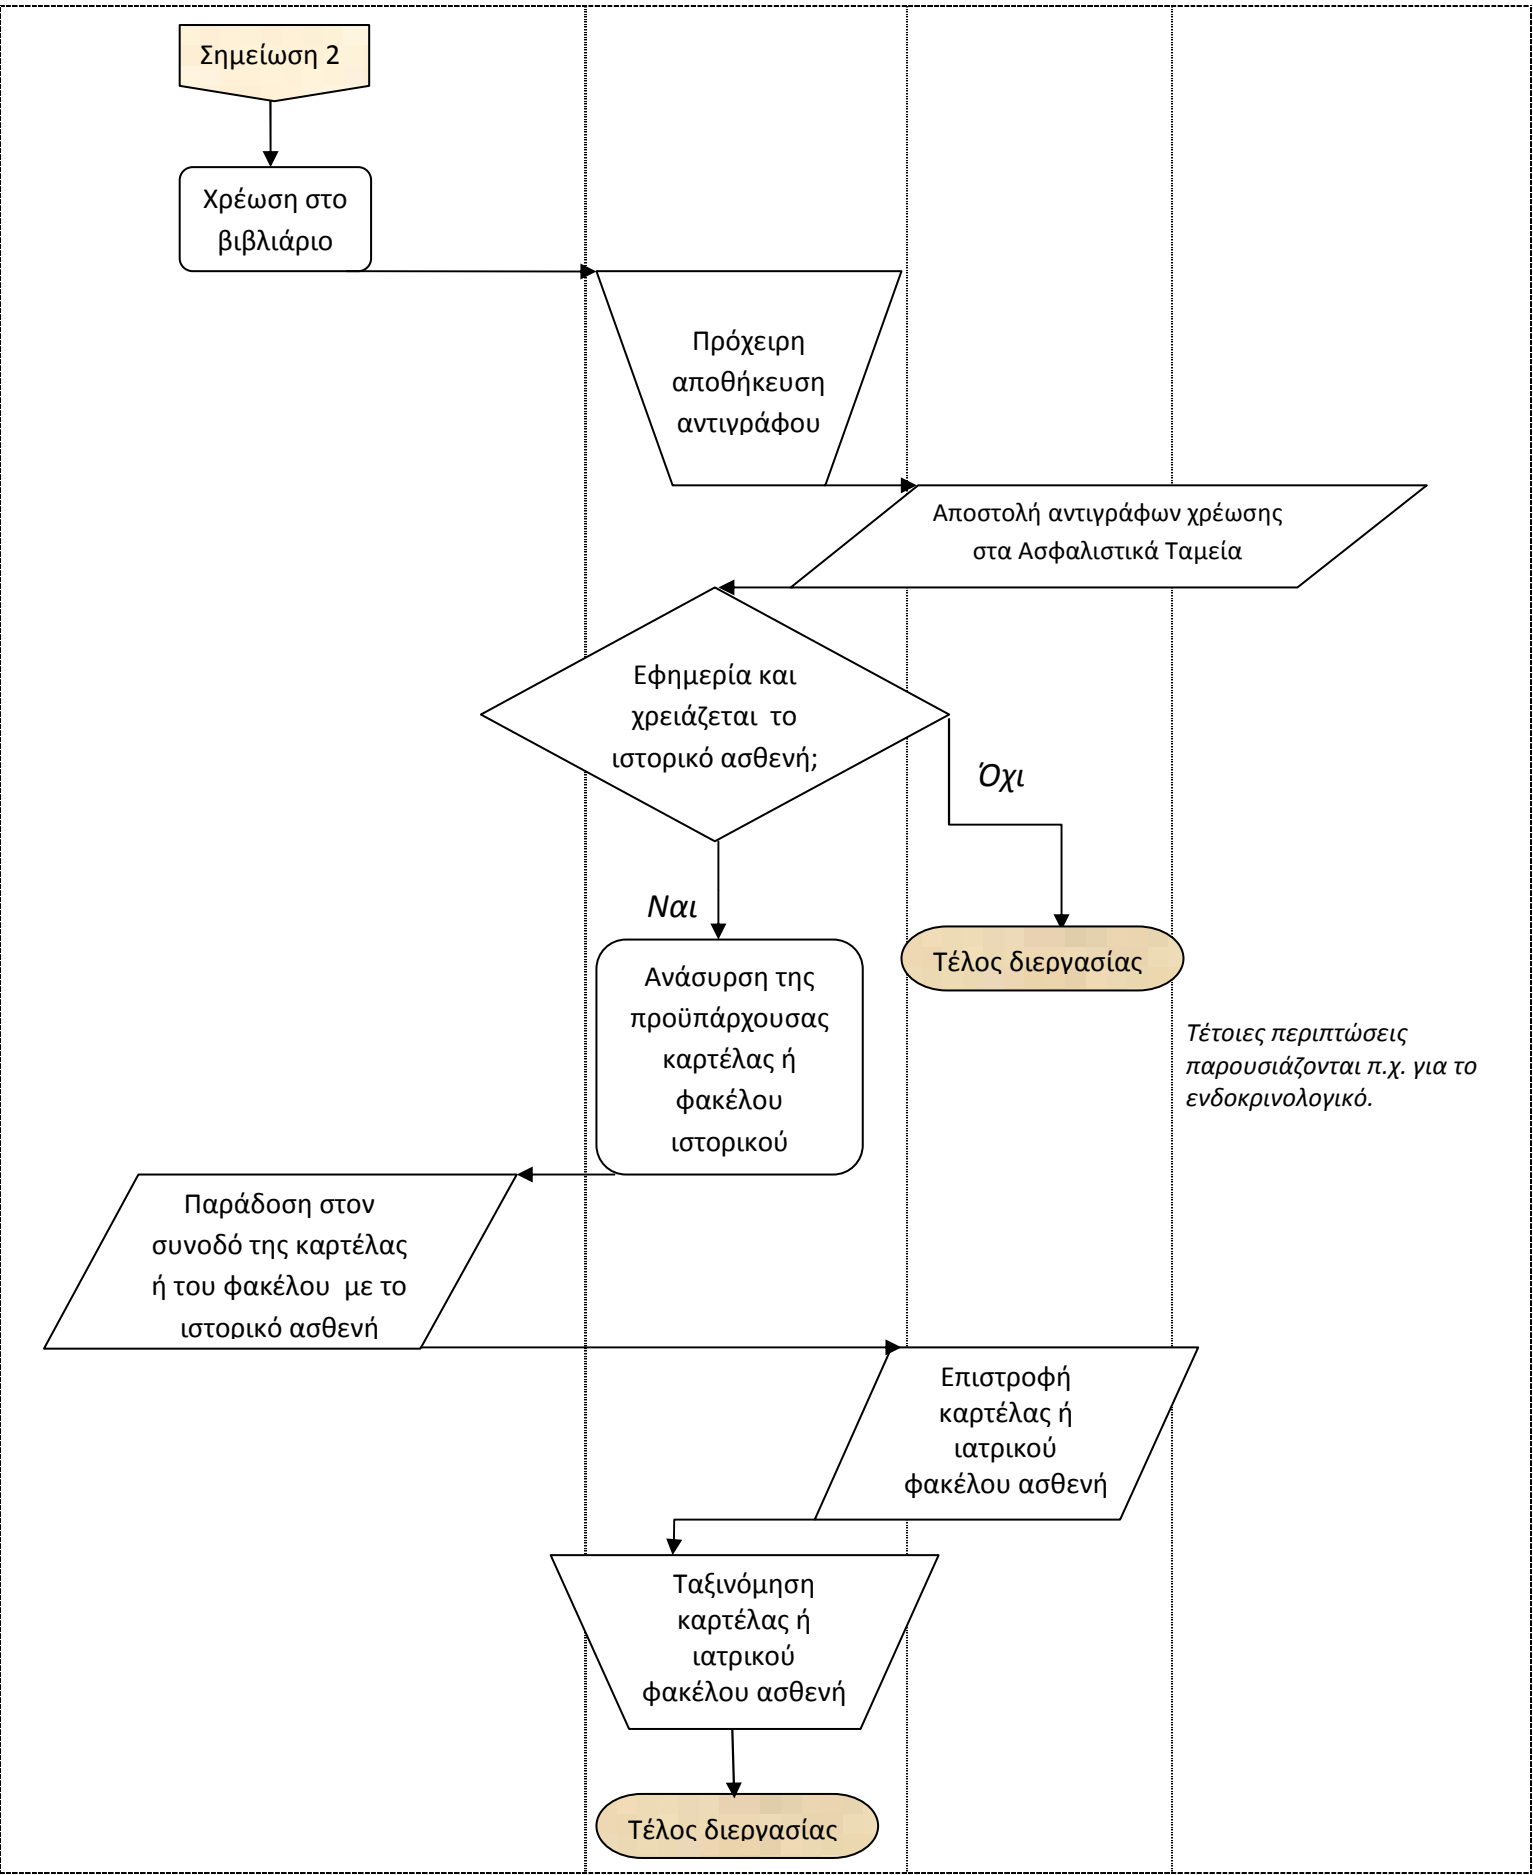 Σημείωση 2
Χρέωση στο
βιβλιάριο
Πρόχειρη
αποθήκευση
αντιγράφου
Αποστολή αντιγράφων χρέωσης
στα Ασφαλιστικά Ταμεία
Εφημερία και
χρειάζεται το
ιστορικό ασθενή;
Όχι
Ναι
Τέλος διεργασίας
Ανάσυρση της
προϋπάρχουσας
καρτέλας ή
φακέλου
ιστορικού
Τέτοιες περιπτώσεις
παρουσιάζονται π.χ. για το
ενδοκρινολογικό.
Παράδοση στον
συνοδό της καρτέλας
ή του φακέλου με το
ιστορικό ασθενή
Επιστροφή
καρτέλας ή
ιατρικού
φακέλου ασθενή
Ταξινόμηση
καρτέλας ή
ιατρικού
φακέλου ασθενή
Τέλος διεργασίας